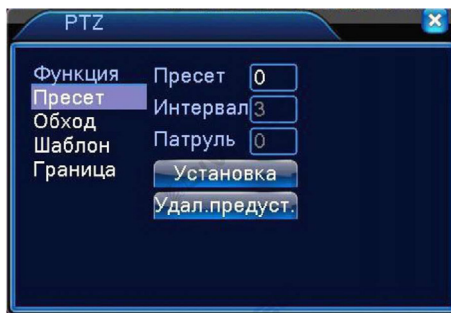 PTZ
Функция
Пресет
Обход
Шаблон
Граница
Пресет 0
Интервал 3
Патруль 0
Установка
Удал.предуст.